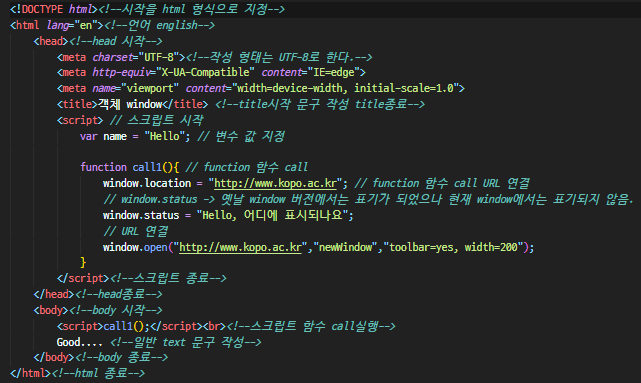 <!DOCTYPE html><!--시작을 html 형식으로 지정-->
<html lang="en"><!--언어 english-->
    <head><!--head 시작-->
        <meta charset="UTF-8"><!--작성 형태는 UTF-8로 한다.-->
        <meta http-equiv="X-UA-Compatible" content="IE=edge">
        <meta name="viewport" content="width=device-width, initial-scale=1.0">
        <title>객체 window</title> <!--title시작 문구 작성 title종료-->
        <script> // 스크립트 시작
            var name = "Hello"; // 변수 값 지정

            function call1(){ // function 함수 call
                window.location = "http://www.kopo.ac.kr"; // function 함수 call URL 연결
                // window.status -> 옛날 window 버전에서는 표기가 되었으나 현재 window에서는 표기되지 않음.
                window.status = "Hello, 어디에 표시되나요";
                // URL 연결
                window.open("http://www.kopo.ac.kr","newWindow","toolbar=yes, width=200");
            }
        </script><!--스크립트 종료-->
    </head><!--head종료-->
    <body><!--body 시작-->
        <script>call1();</script><br><!--스크립트 함수 call실행-->
        Good.... <!--일반 text 문구 작성-->
    </body><!--body 종료-->
</html><!--html 종료-->